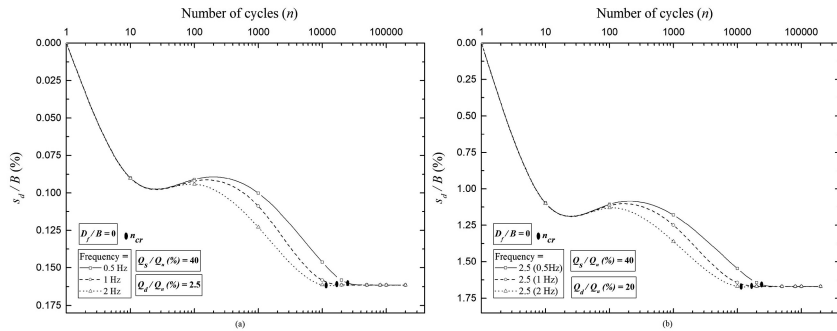 Number of cycles (n)
1 10 100 1000 10000 100000
0.000
0.025
0.050
0.075
0.100
0.125
0.150
0.175
s_d / B (%)
D_f / B = 0
n_cr
Frequency =
0.5 Hz
1 Hz
2 Hz
Q_s / Q_u (%) = 40
Q_d / Q_u (%) = 2.5
(a)
Number of cycles (n)
1 10 100 1000 10000 100000
0.00
0.25
0.50
0.75
1.00
1.25
1.50
1.75
s_d / B (%)
D_f / B = 0
n_cr
Frequency =
2.5 (0.5Hz)
2.5 (1 Hz)
2.5 (2 Hz)
Q_s / Q_u (%) = 40
Q_d / Q_u (%) = 20
(b)